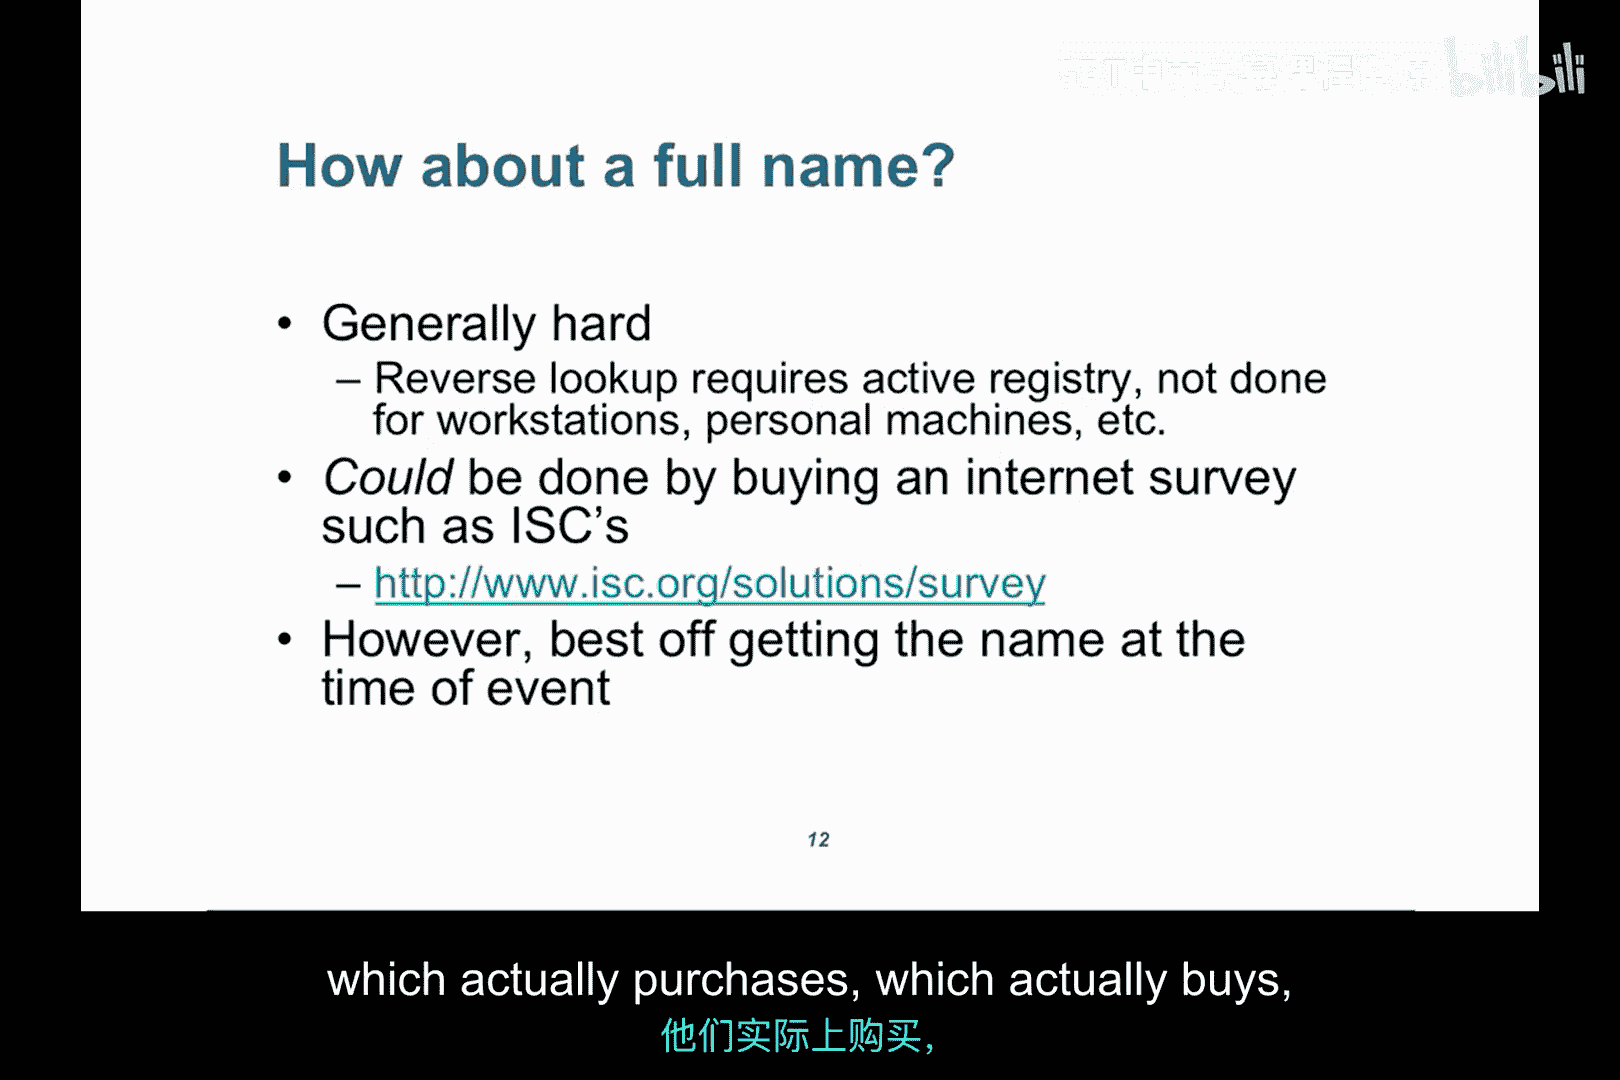 bilibili
How about a full name?
• Generally hard
– Reverse lookup requires active registry, not done
for workstations, personal machines, etc.
• Could be done by buying an internet survey
such as ISC’s
– http://www.isc.org/solutions/survey
• However, best off getting the name at the
time of event
12
which actually purchases, which actually buys,
他们实际上购买，